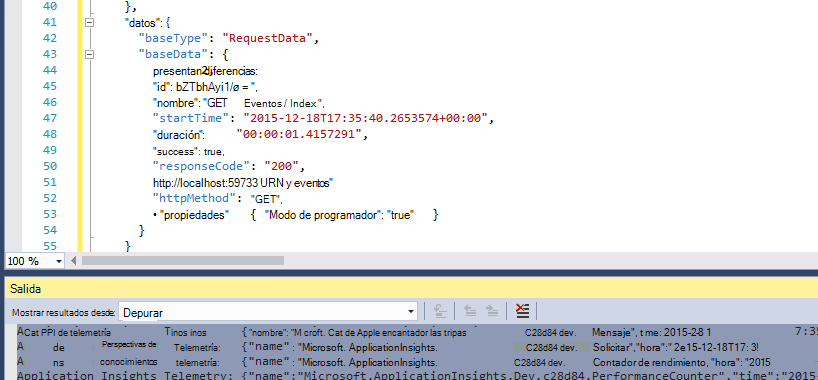 40 },
41 "datos": {
42 "baseType": "RequestData",
43 "baseData": {
44 presentan 2, diferencias:
45 "id": bZTbhAyi1/ø = ",
46 "nombre": "GET Eventos / Index ",
47 "startTime": "2015-12-18T17:35:40.2653574+00:00",
48 "duración": "00:00:01.4157291",
49 "success": true,
50 "responseCode": "200",
51 http://localhost:59733 URN y eventos"
52 "httpMethod": "GET",
53 • "propiedades" { "Modo de programador": "true" }
54 }
55 }
100 %
Salida
Mostrar resultados desde: Depurar
A Cat PPI de telemetría Tinos inos {"nombre": "M croft. Cat de Apple encantador las tripas C28d84 dev. Mensaje", t me: 2015-28 1 7:35
A de Perspectivas de Telemetría: {"name": "Microsoft. ApplicationInsights. C28d84 dev. Solicitar","hora":" 2e15-12-18T17: 3!
A ns conocimientos telemetría: {"name": "Microsoft. ApplicationInsights. C28d84 dev. Contador de rendimiento, "hora": "2015
Application Insights Telemetry: {"name":"Microsoft.ApplicationInsights.Dev.c28d84.PerformanceCounter","time":"2015-